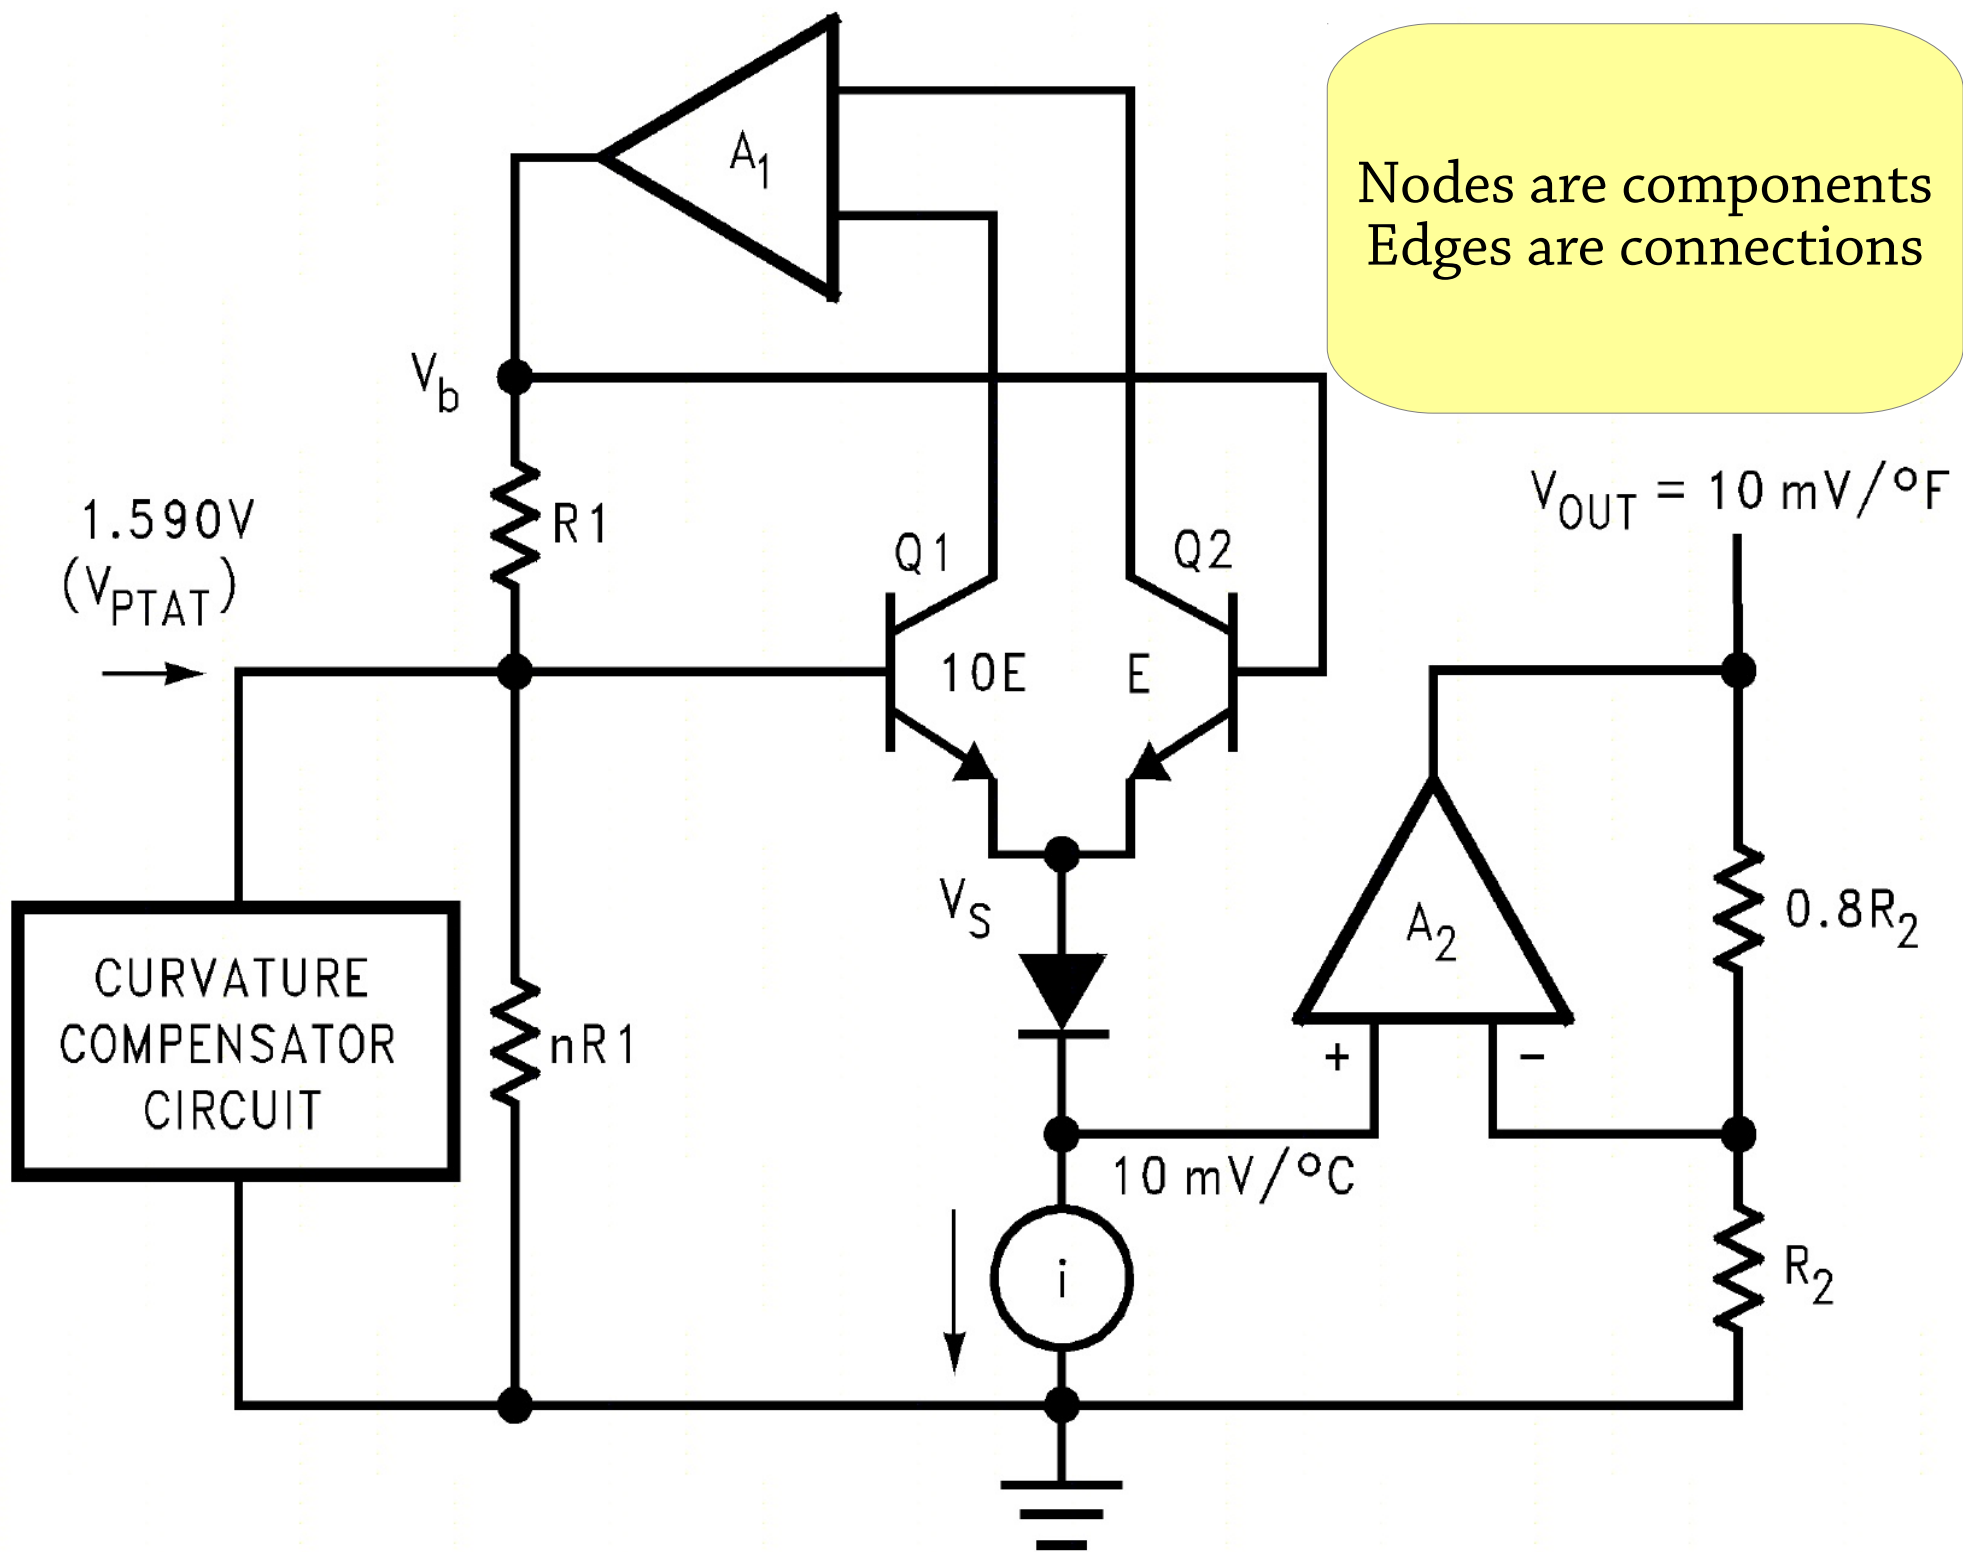 A1
Nodes are components
Edges are connections
Vb
1.590V
(VPTAT)
R1
Q1
Q2
VOUT = 10 mV/°F
10E
E
VS
A2
0.8R2
CURVATURE
COMPENSATOR
CIRCUIT
nR1
+
−
10 mV/°C
i
R2